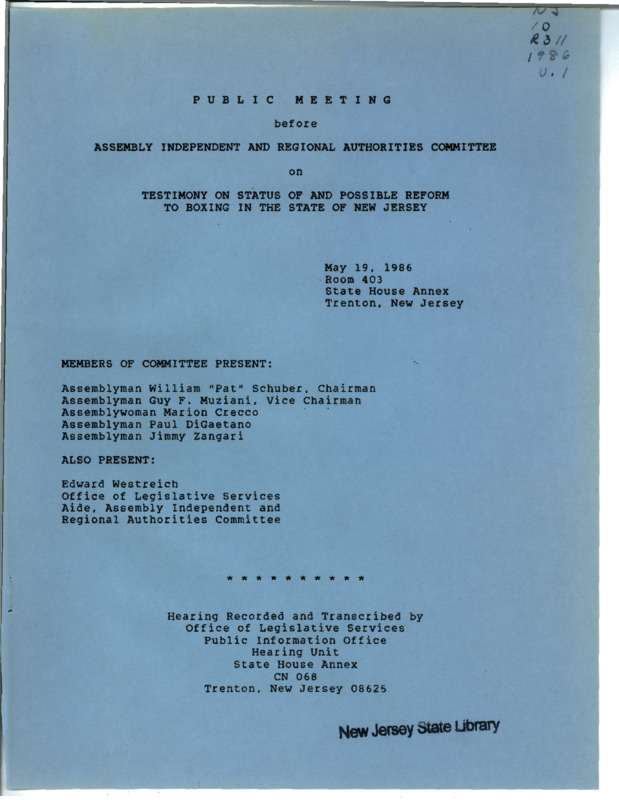 NJ
10
R311
1986
V.1
P U B L I C   M E E T I N G
before
ASSEMBLY INDEPENDENT AND REGIONAL AUTHORITIES COMMITTEE
on
TESTIMONY ON STATUS OF AND POSSIBLE REFORM
TO BOXING IN THE STATE OF NEW JERSEY
May 19, 1986
Room 403
State House Annex
Trenton, New Jersey
MEMBERS OF COMMITTEE PRESENT:
Assemblyman William "Pat" Schuber, Chairman
Assemblyman Guy F. Muziani, Vice Chairman
Assemblywoman Marion Crecco
Assemblyman Paul DiGaetano
Assemblyman Jimmy Zangari
ALSO PRESENT:
Edward Westreich
Office of Legislative Services
Aide, Assembly Independent and
Regional Authorities Committee
* * * * * * * * * *
Hearing Recorded and Transcribed by
Office of Legislative Services
Public Information Office
Hearing Unit
State House Annex
CN 068
Trenton, New Jersey 08625
New Jersey State Library